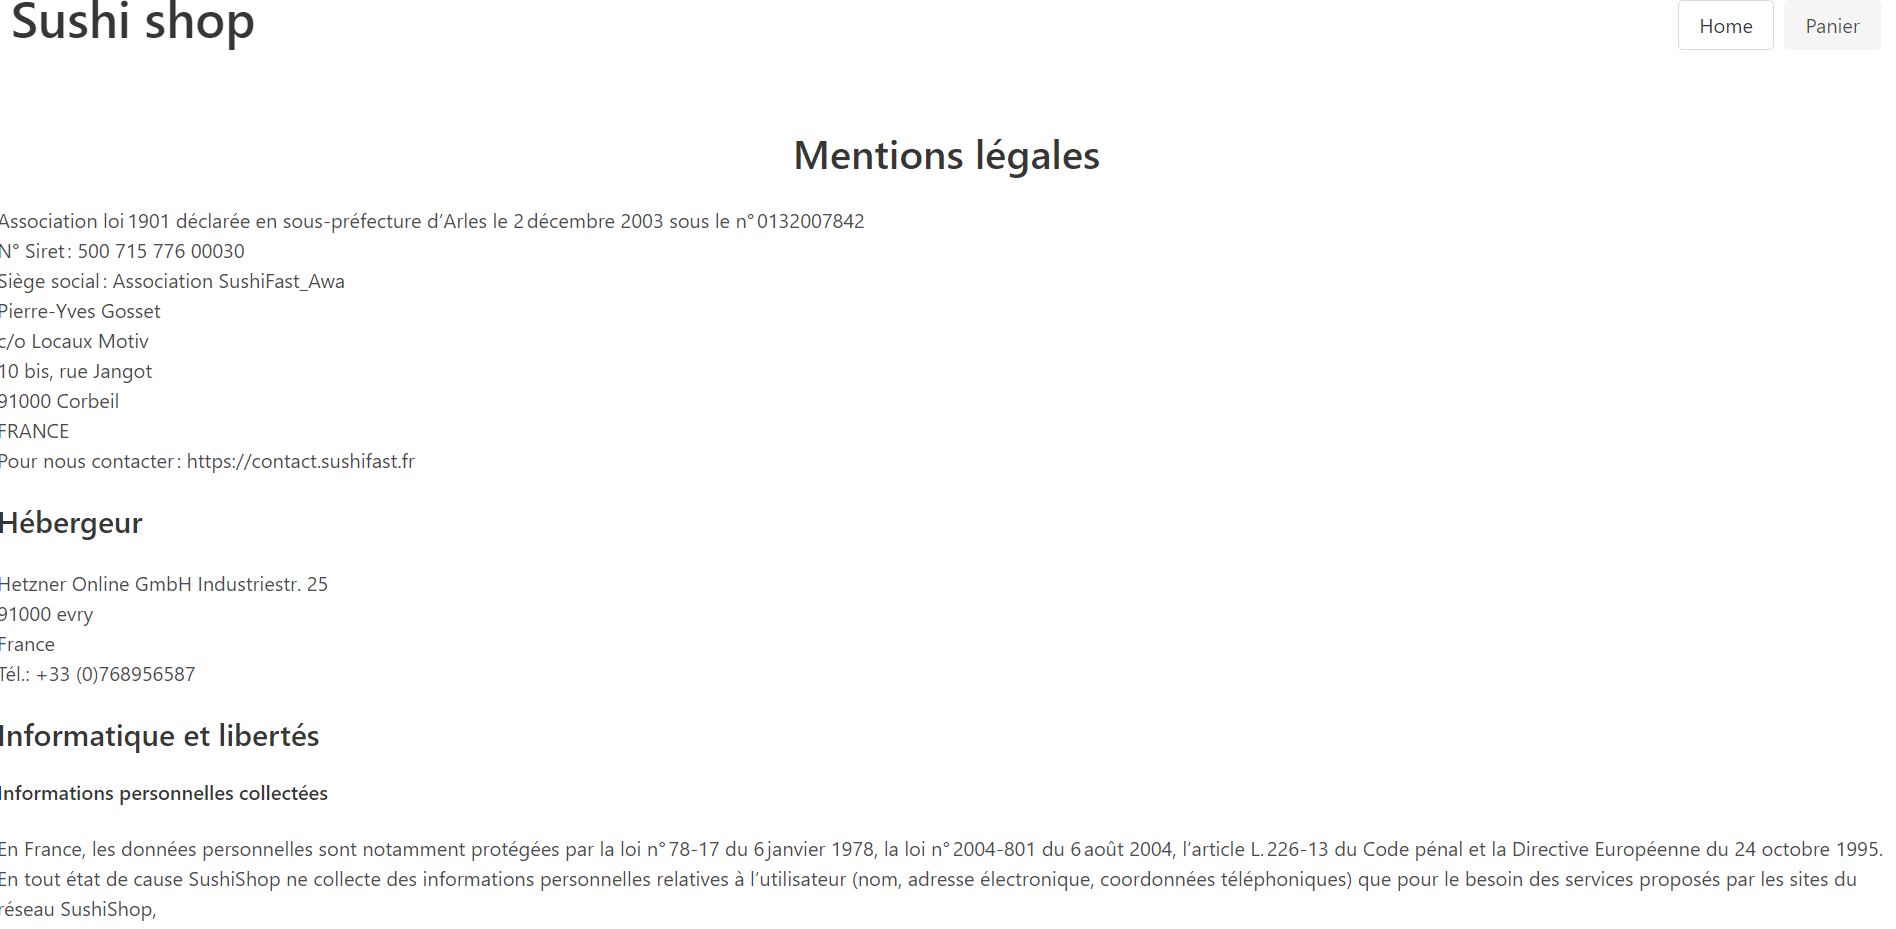 Sushi shop
Home
Panier
Mentions légales
Association loi 1901 déclarée en sous-préfecture d’Arles le 2 décembre 2003 sous le n° 0132007842
N° Siret : 500 715 776 00030
Siège social : Association SushiFast_Awa
Pierre-Yves Gosset
c/o Locaux Motiv
10 bis, rue Jangot
91000 Corbeil
FRANCE
Pour nous contacter : https://contact.sushifast.fr
Hébergeur
Hetzner Online GmbH Industriestr. 25
91000 evry
France
Tél.: +33 (0)768956587
Informatique et libertés
Informations personnelles collectées
En France, les données personnelles sont notamment protégées par la loi n° 78-17 du 6 janvier 1978, la loi n° 2004-801 du 6 août 2004, l’article L. 226-13 du Code pénal et la Directive Européenne du 24 octobre 1995.
En tout état de cause SushiShop ne collecte des informations personnelles relatives à l’utilisateur (nom, adresse électronique, coordonnées téléphoniques) que pour le besoin des services proposés par les sites du
réseau SushiShop,